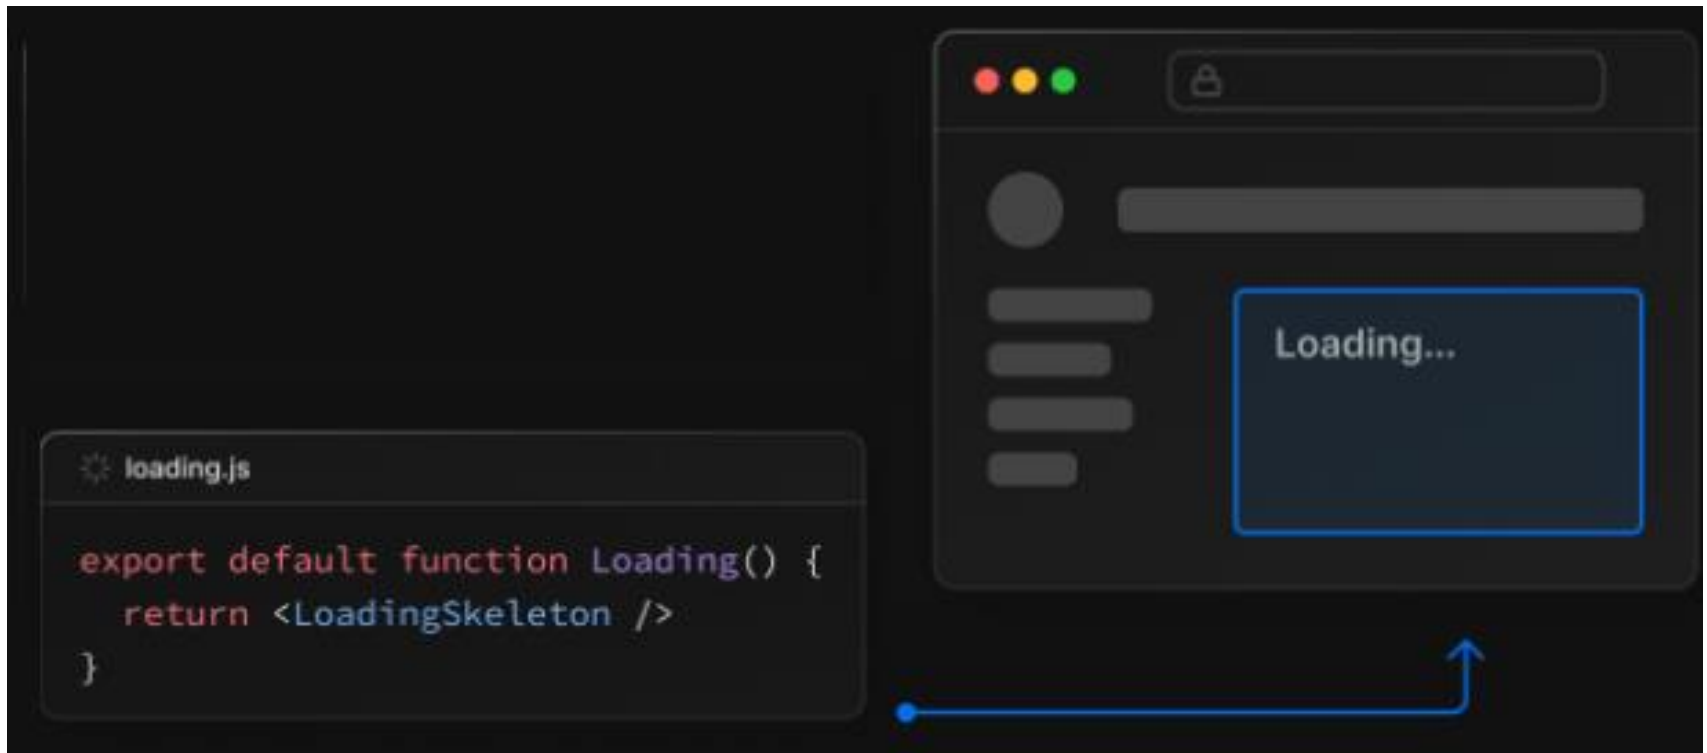 loading.js
export default function Loading() {
  return <LoadingSkeleton />
}
Loading...